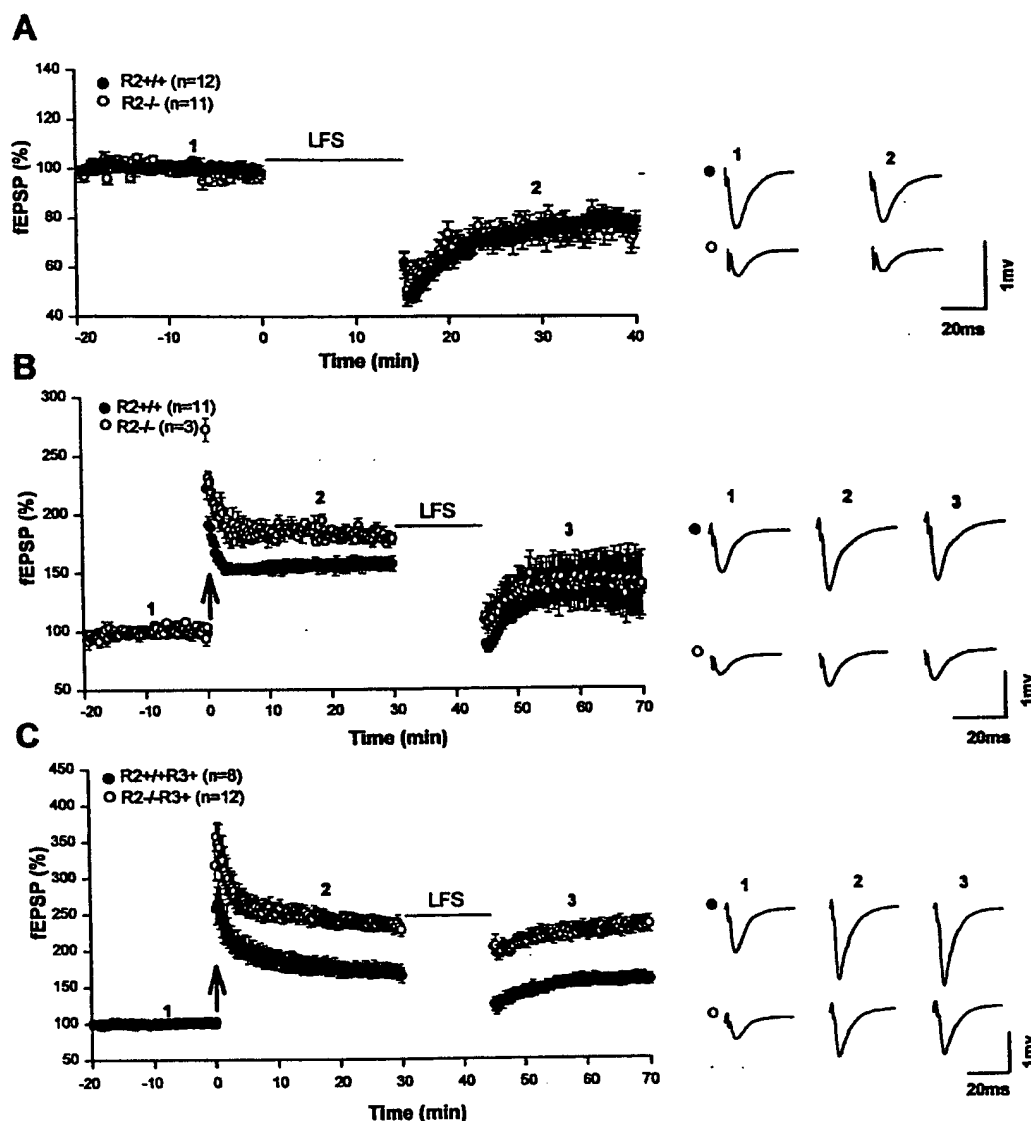 A
140
120
100
80
60
40
fEPSP (%)
● R2+/+ (n=12)
○ R2-/- (n=11)
1
LFS
2
-20 -10 0 10 20 30 40
Time (min)
1 2
1mv
20ms
B
300
250
200
150
100
50
fEPSP (%)
● R2+/+ (n=11)
○ R2-/- (n=3)
1
2
LFS
3
-20 -10 0 10 20 30 40 50 60 70
Time (min)
1 2 3
1mv
20ms
C
450
400
350
300
250
200
150
100
50
fEPSP (%)
● R2+/+R3+ (n=8)
○ R2-/-R3+ (n=12)
1
2
LFS
3
-20 -10 0 10 20 30 40 50 60 70
Time (min)
1 2 3
1mv
20ms